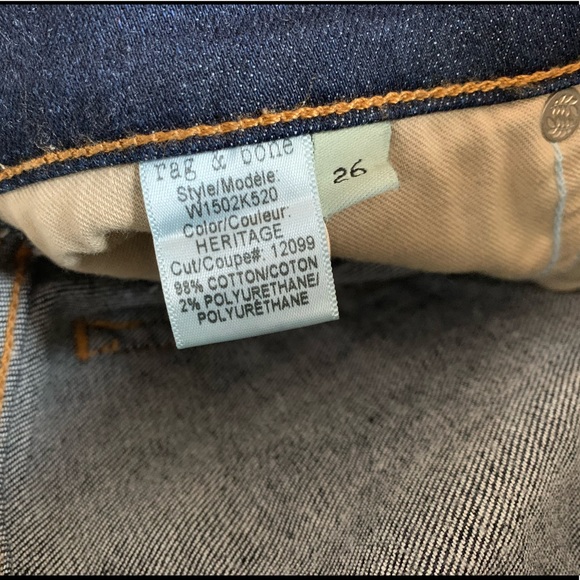 rag & bone
Style/Modèle:
W1502K520
Color/Couleur:
HERITAGE
Cut/Coupe#: 12099
98% COTTON/COTON
2% POLYURETHANE/
POLYURÉTHANE
26